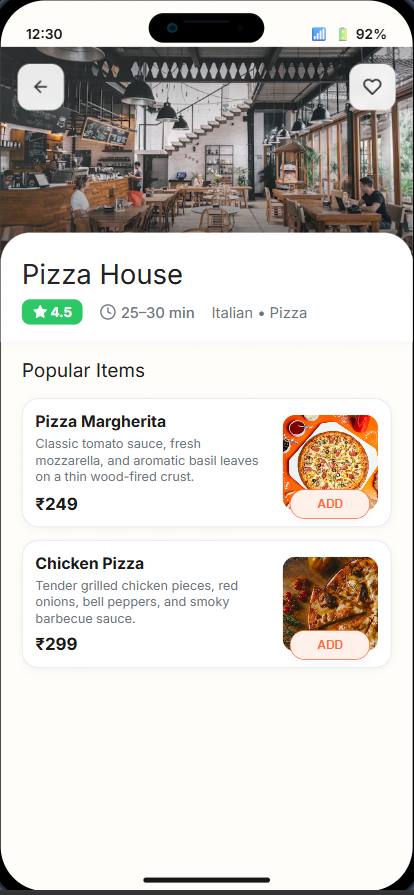 12:30 92%
Pizza House
4.5 25–30 min Italian • Pizza
Popular Items
Pizza Margherita
Classic tomato sauce, fresh
mozzarella, and aromatic basil leaves
on a thin wood-fired crust.
₹249
ADD
Chicken Pizza
Tender grilled chicken pieces, red
onions, bell peppers, and smoky
barbecue sauce.
₹299
ADD